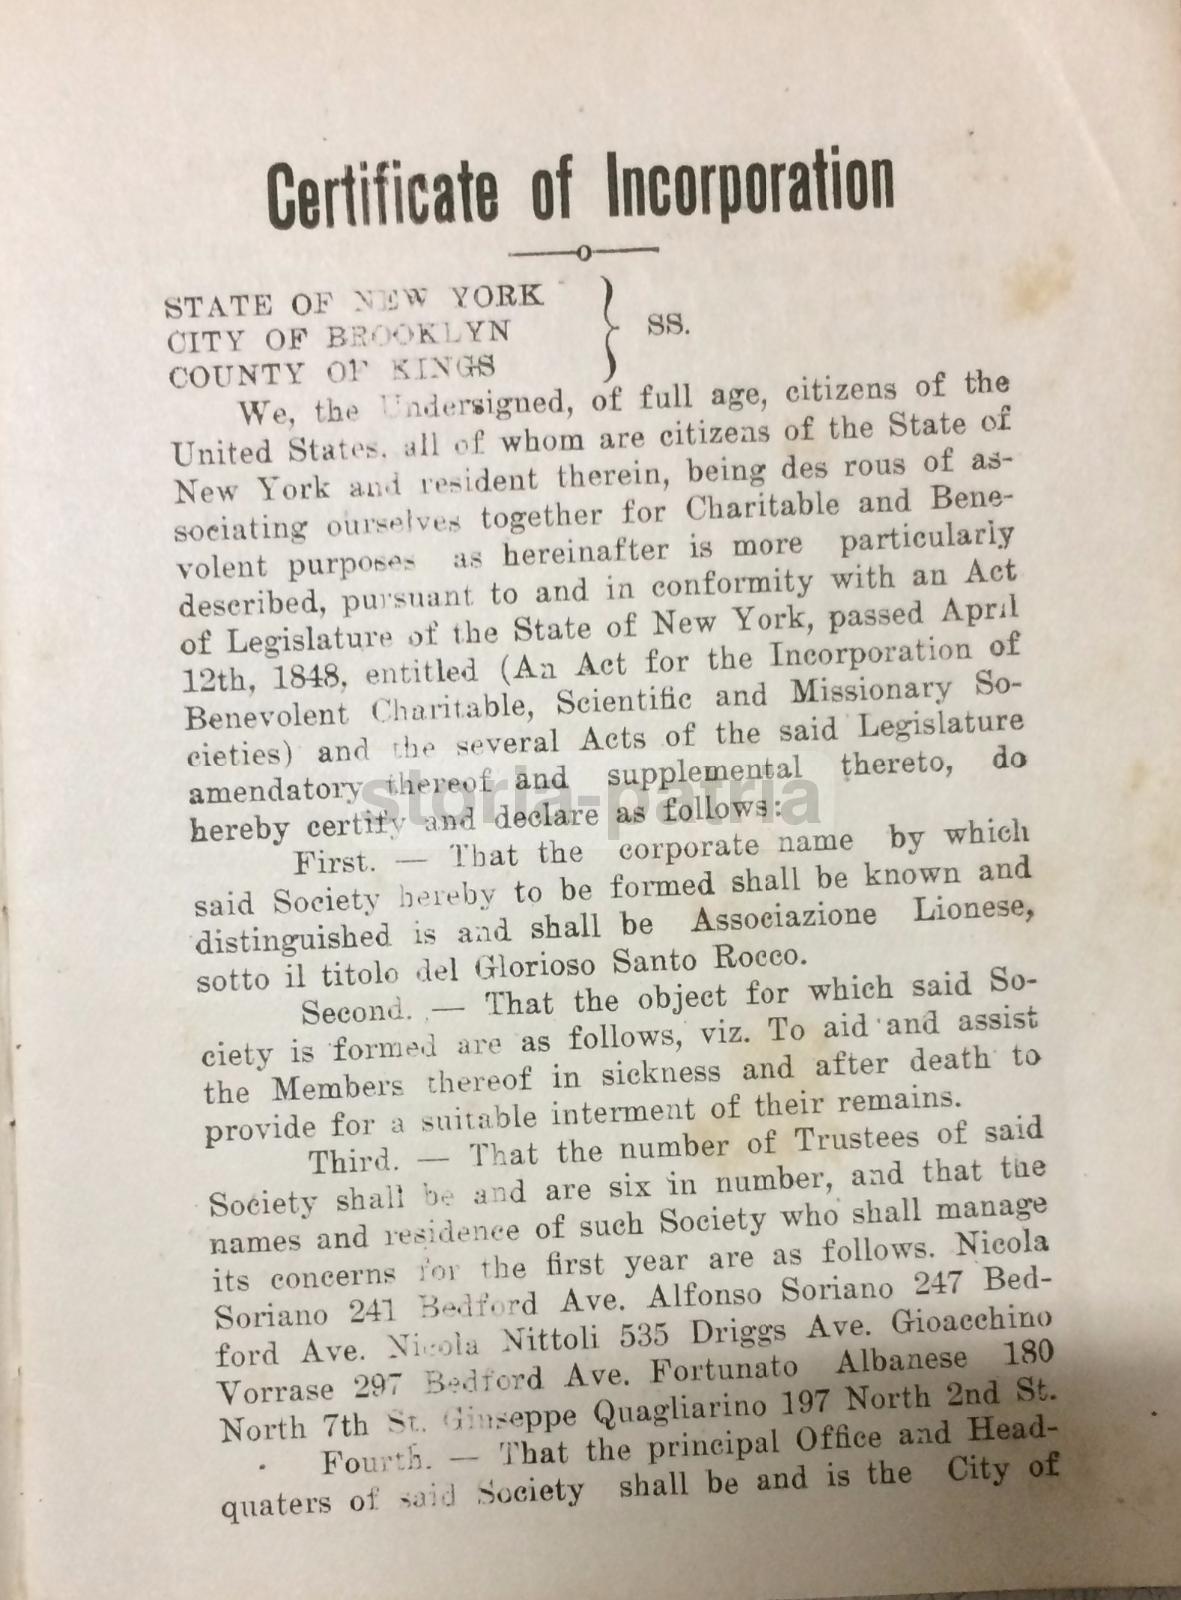 Certificate of Incorporation
STATE OF NEW YORK
CITY OF BROOKLYN
COUNTY OF KINGS
SS.
We, the Undersigned, of full age, citizens of the
United States, all of whom are citizens of the State of
New York and resident therein, being des rous of as-
sociating ourselves together for Charitable and Bene-
volent purposes as hereinafter is more particularly
described, pursuant to and in conformity with an Act
of Legislature of the State of New York, passed April
12th, 1848, entitled (An Act for the Incorporation of
Benevolent Charitable, Scientific and Missionary So-
cieties) and the several Acts of the said Legislature
amendatory thereof and supplemental thereto, do
storia-patria
hereby certify and declare as follows:
First. — That the corporate name by which
said Society hereby to be formed shall be known and
distinguished is and shall be Associazione Lionese,
sotto il titolo del Glorioso Santo Rocco.
Second. — That the object for which said So-
ciety is formed are as follows, viz. To aid and assist
the Members thereof in sickness and after death to
provide for a suitable interment of their remains.
Third. — That the number of Trustees of said
Society shall be and are six in number, and that the
names and residence of such Society who shall manage
its concerns for the first year are as follows. Nicola
Soriano 241 Bedford Ave. Alfonso Soriano 247 Bed-
ford Ave. Nicola Nittoli 535 Driggs Ave. Gioacchino
Vorrase 297 Bedford Ave. Fortunato Albanese 180
North 7th St. Giuseppe Quagliarino 197 North 2nd St.
Fourth. — That the principal Office and Head-
quaters of said Society shall be and is the City of